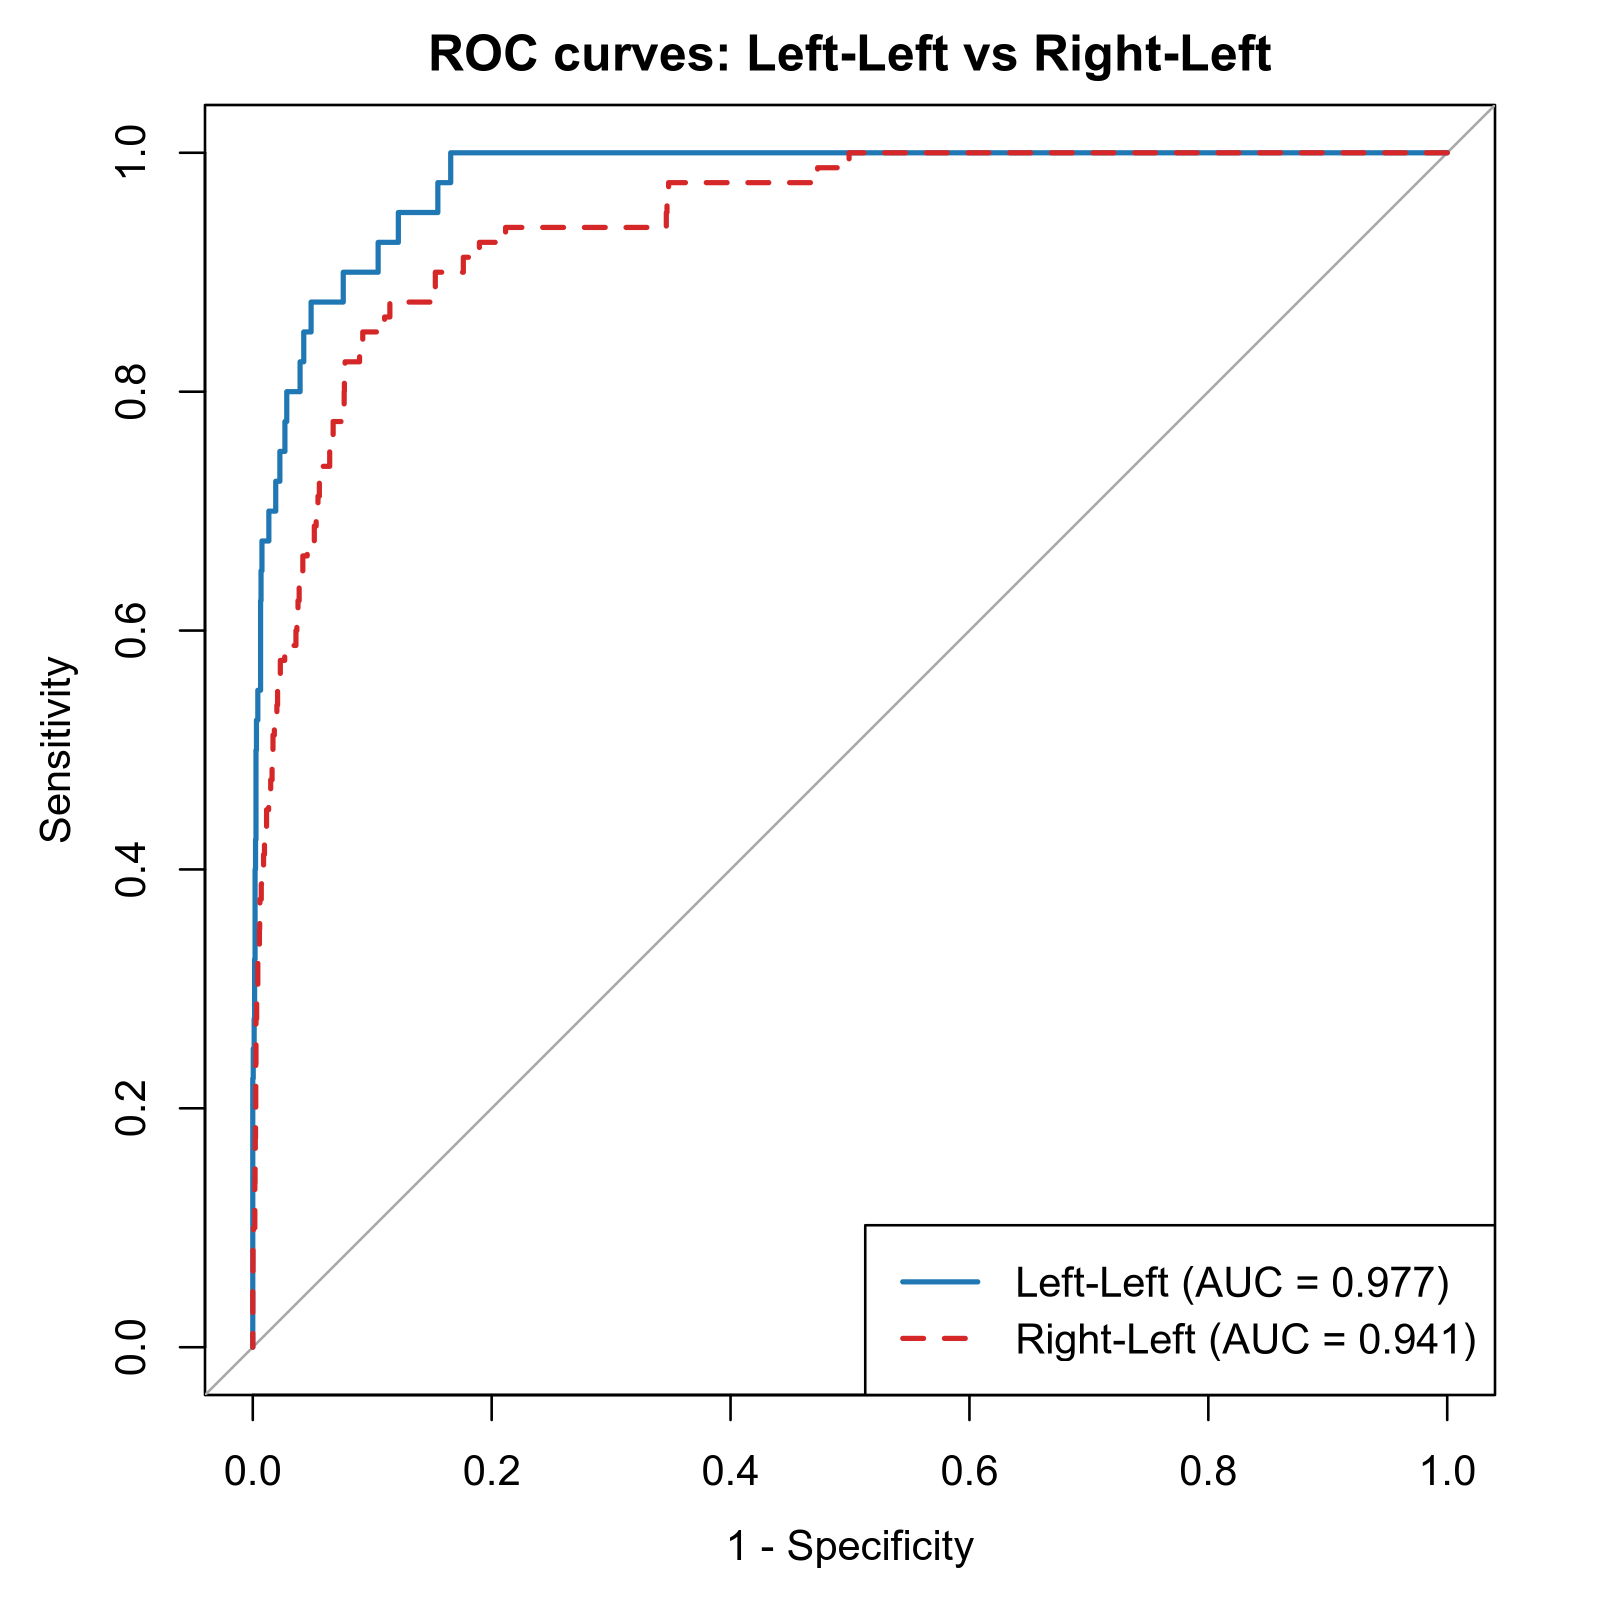 ROC curves: Left-Left vs Right-Left
Sensitivity
1.0
0.8
0.6
0.4
0.2
0.0
Left-Left (AUC = 0.977)
Right-Left (AUC = 0.941)
0.0 0.2 0.4 0.6 0.8 1.0
1 - Specificity